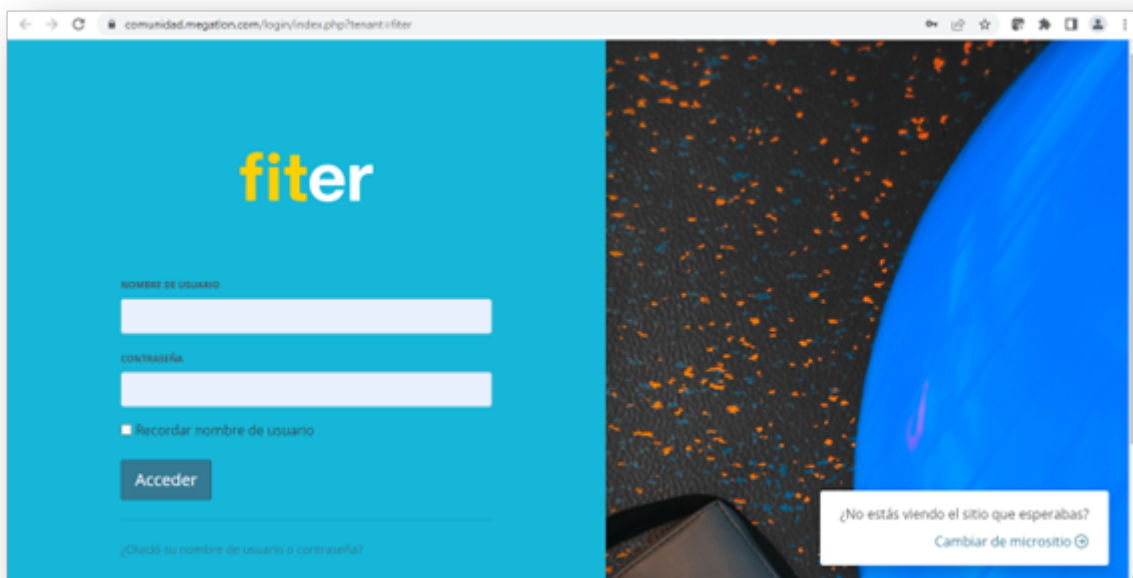 comunidad.megatlon.com/login/index.php?tenant=fiter
fiter
NOMBRE DE USUARIO
CONTRASEÑA
Recordar nombre de usuario
Acceder
¿Olvidó su nombre de usuario o contraseña?
¿No estás viendo el sitio que esperabas?
Cambiar de micrositio